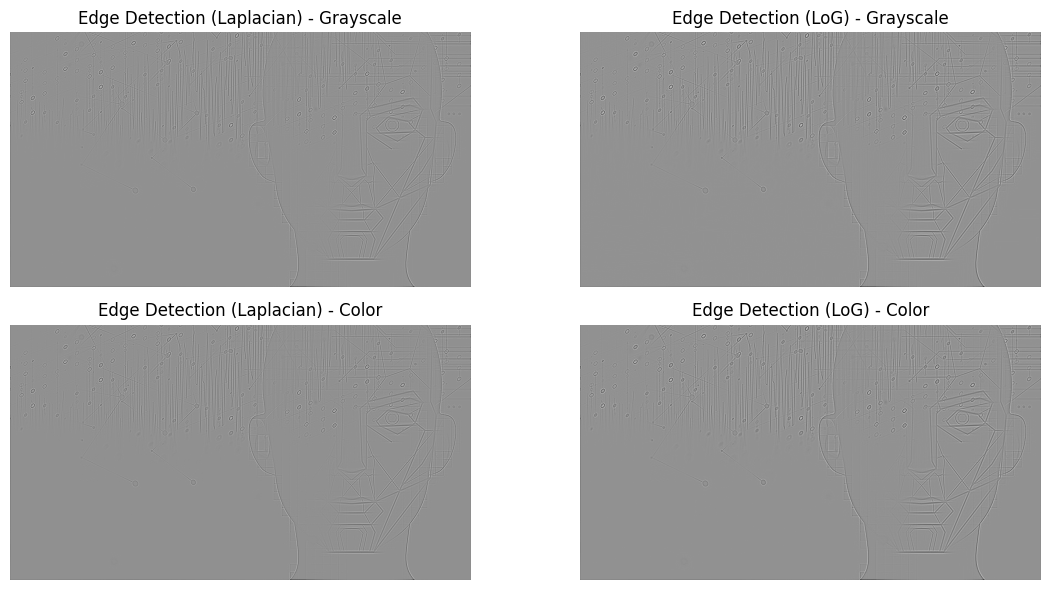 Edge Detection (Laplacian) - Grayscale
Edge Detection (LoG) - Grayscale
Edge Detection (Laplacian) - Color
Edge Detection (LoG) - Color